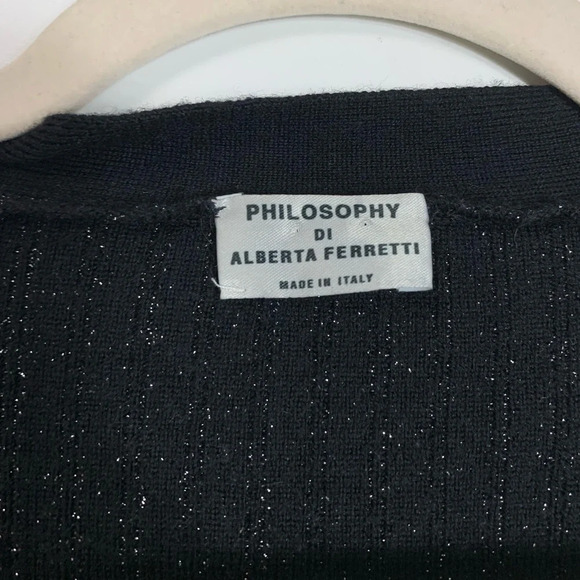 PHILOSOPHY
DI
ALBERTA FERRETTI
MADE IN ITALY